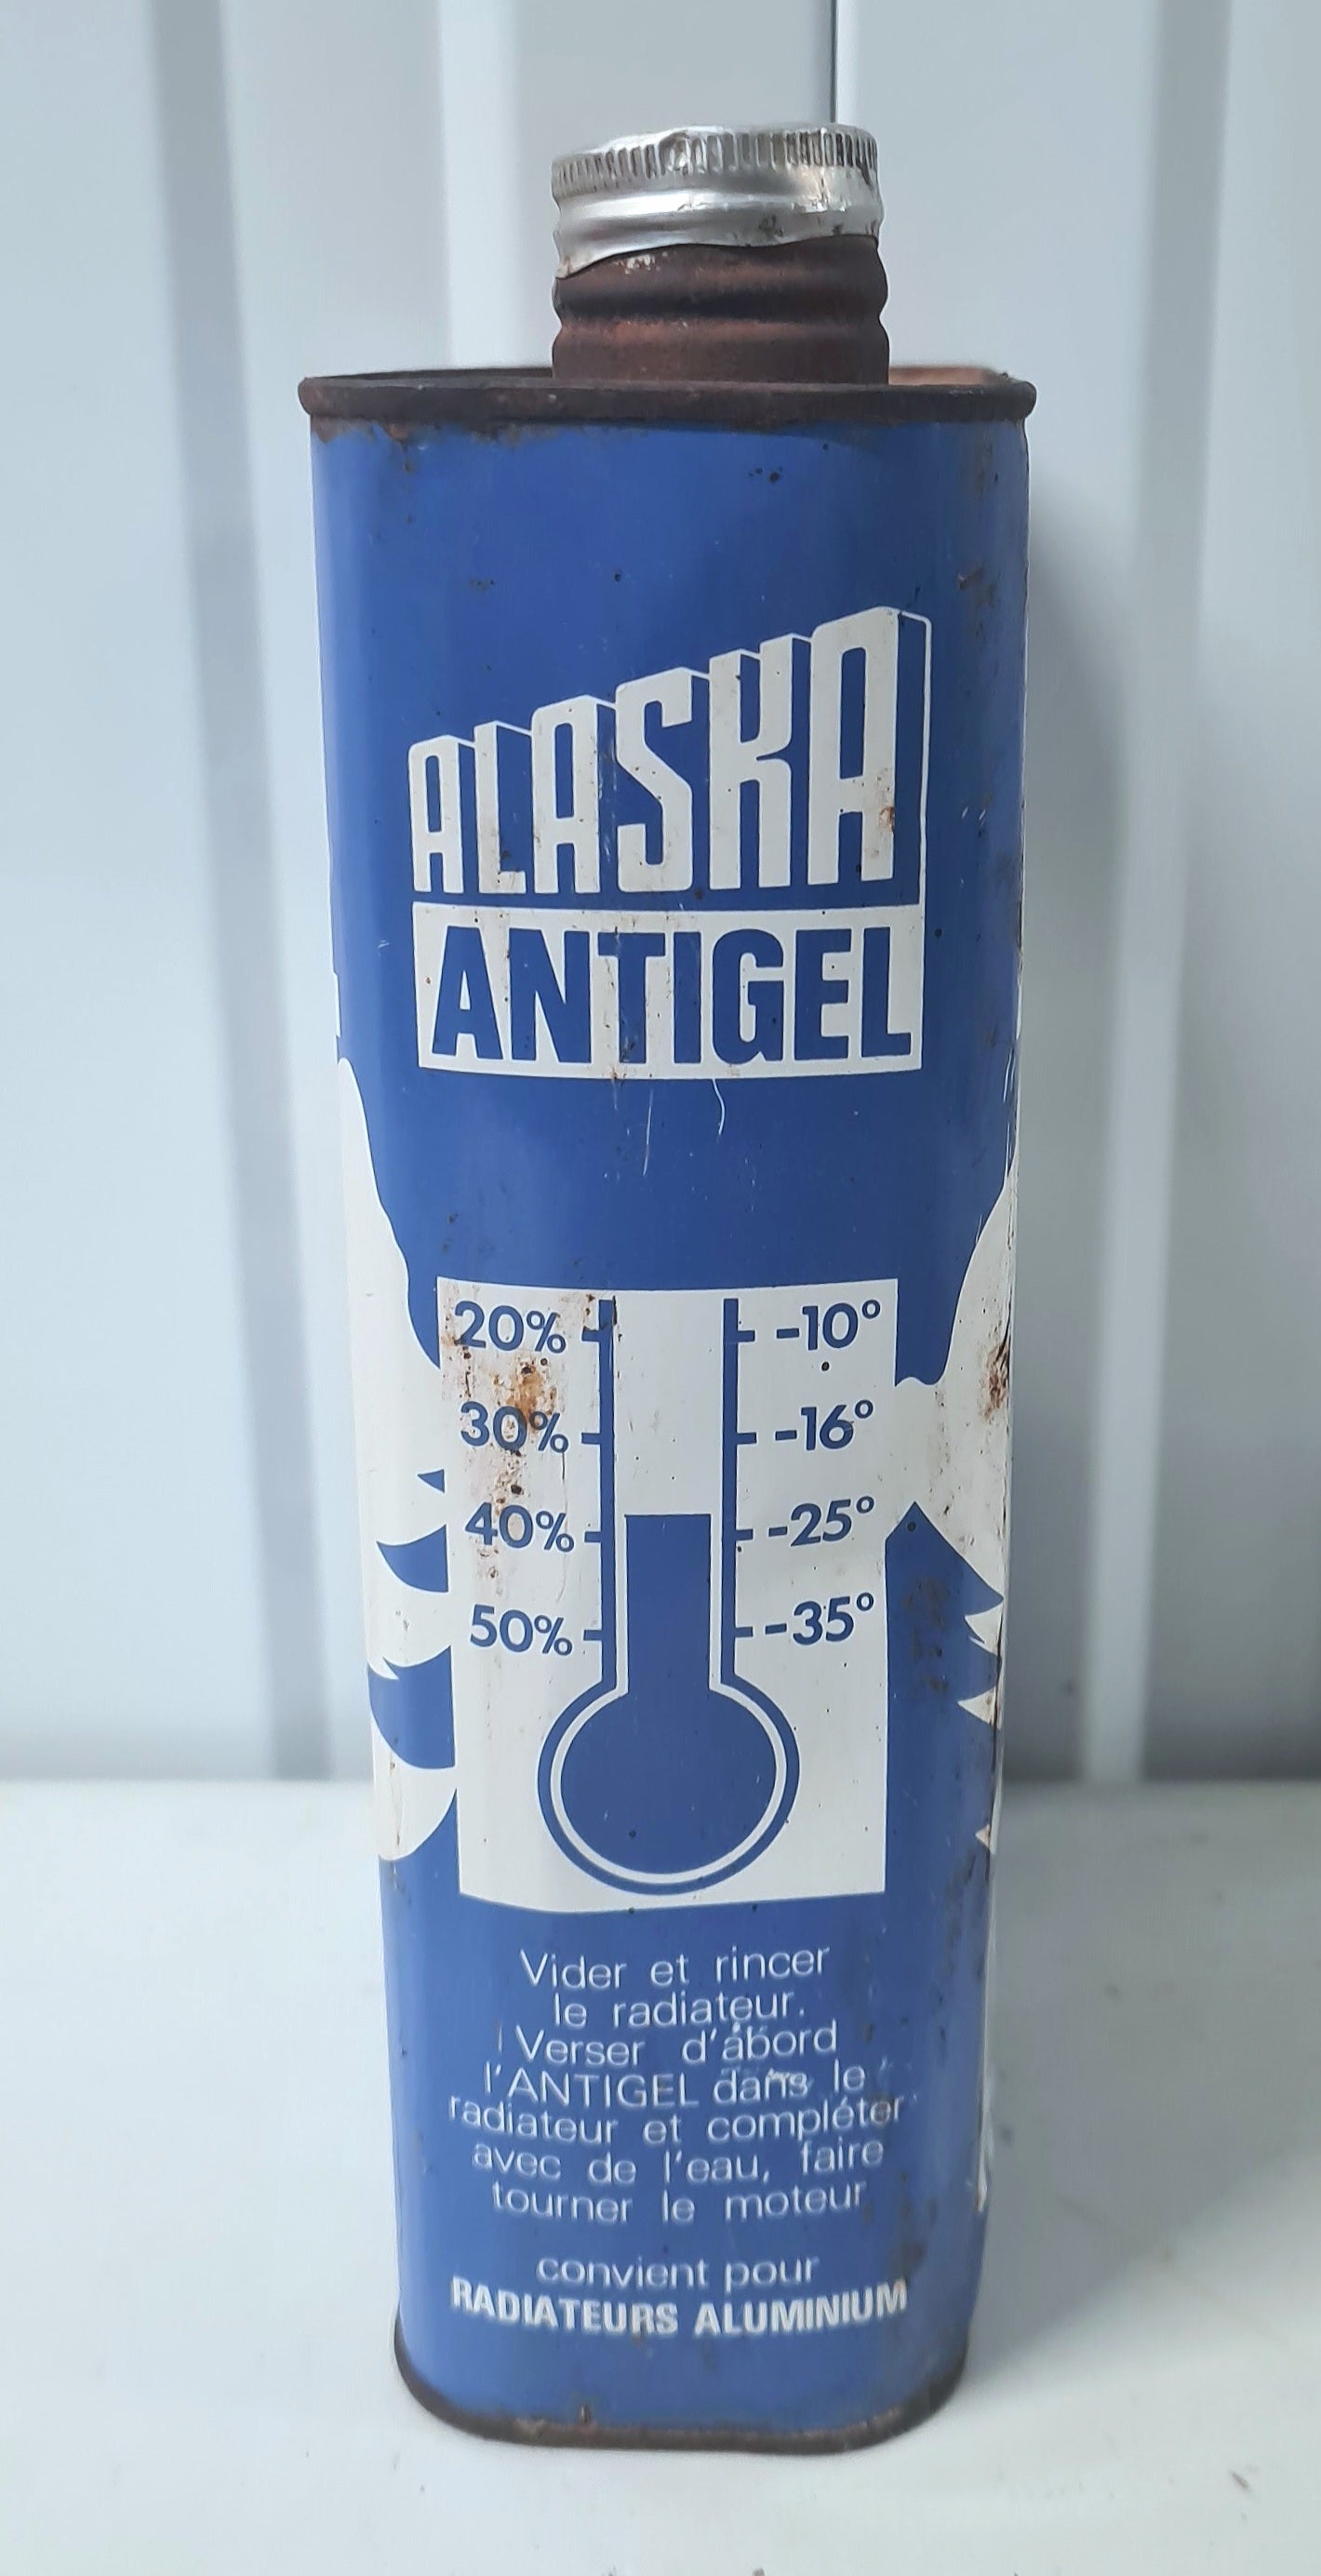 ALASKA
ANTIGEL
20% -10°
30% -16°
40% -25°
50% -35°
Vider et rincer
le radiateur.
Verser d'abord
l'ANTIGEL dans le
radiateur et compléter
avec de l'eau, faire
tourner le moteur
convient pour
RADIATEURS ALUMINIUM